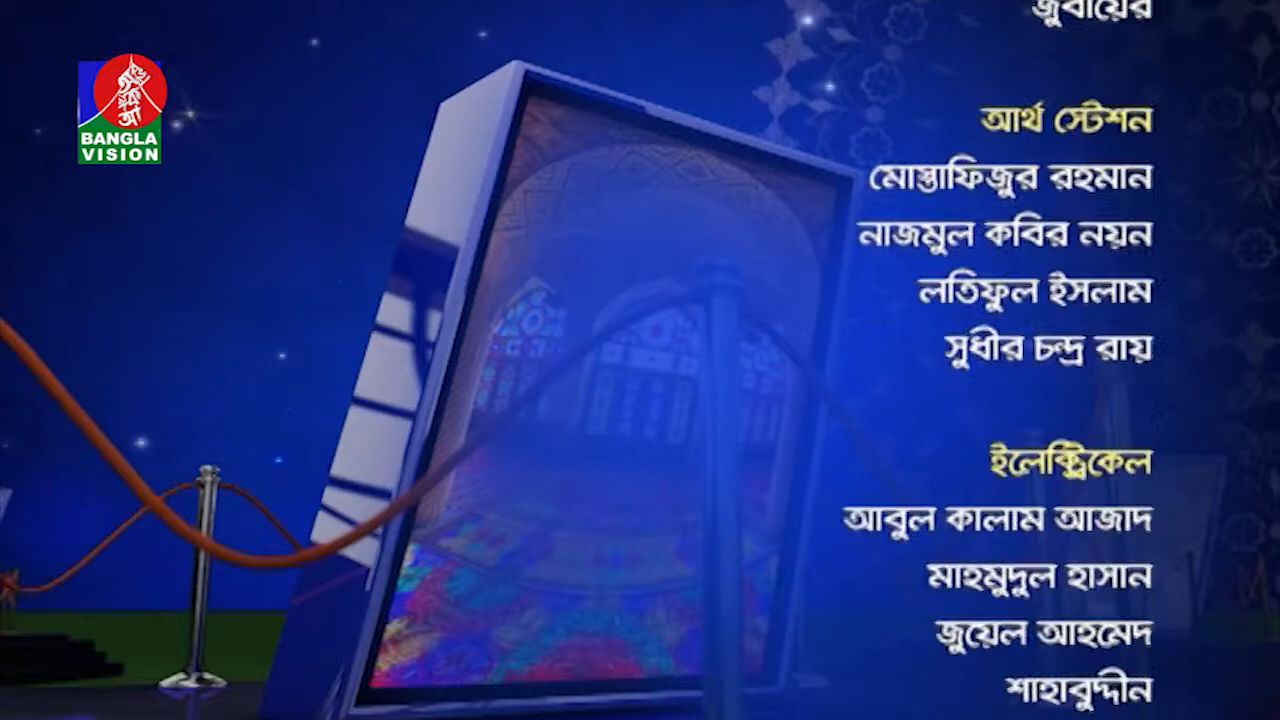 জুবায়ের
BANGLA
VISION
আর্থ স্টেশন
মোস্তাফিজুর রহমান
নাজমুল কবির নয়ন
লতিফুল ইসলাম
সুধীর চন্দ্র রায়
ইলেক্ট্রিকেল
আবুল কালাম আজাদ
মাহমুদুল হাসান
জুয়েল আহমেদ
শাহাবুদ্দীন